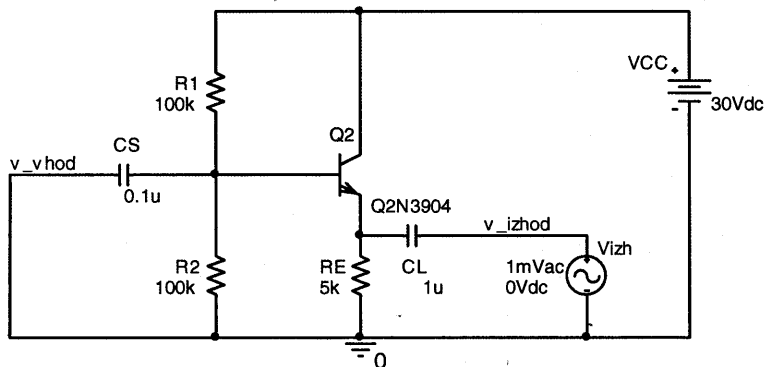 R1
100k
VCC
+
-
30Vdc
Q2
CS
v_vhod
0.1u
Q2N3904
v_izhod
Vizh
R2
100k
RE
5k
CL
1u
1mVac
0Vdc
+
-
0